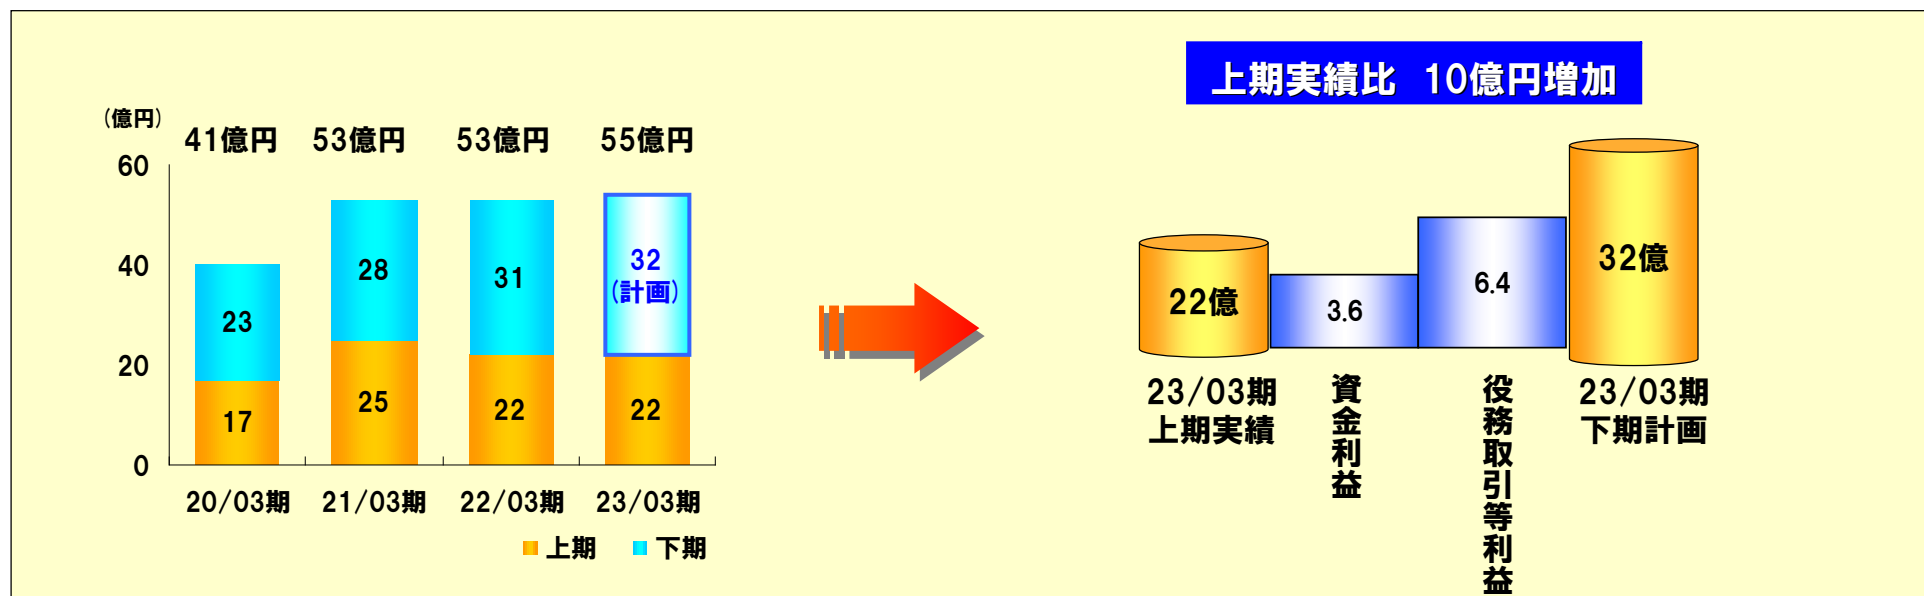 (億円)
41億円 53億円 53億円 55億円
60
40
20
0
23
28
31
32
(計画)
17
25
22
22
20/03期 21/03期 22/03期 23/03期
上期 下期
上期実績比 10億円増加
22億
3.6
6.4
32億
23/03期
上期実績
資金利益
役務取引等利益
23/03期
下期計画